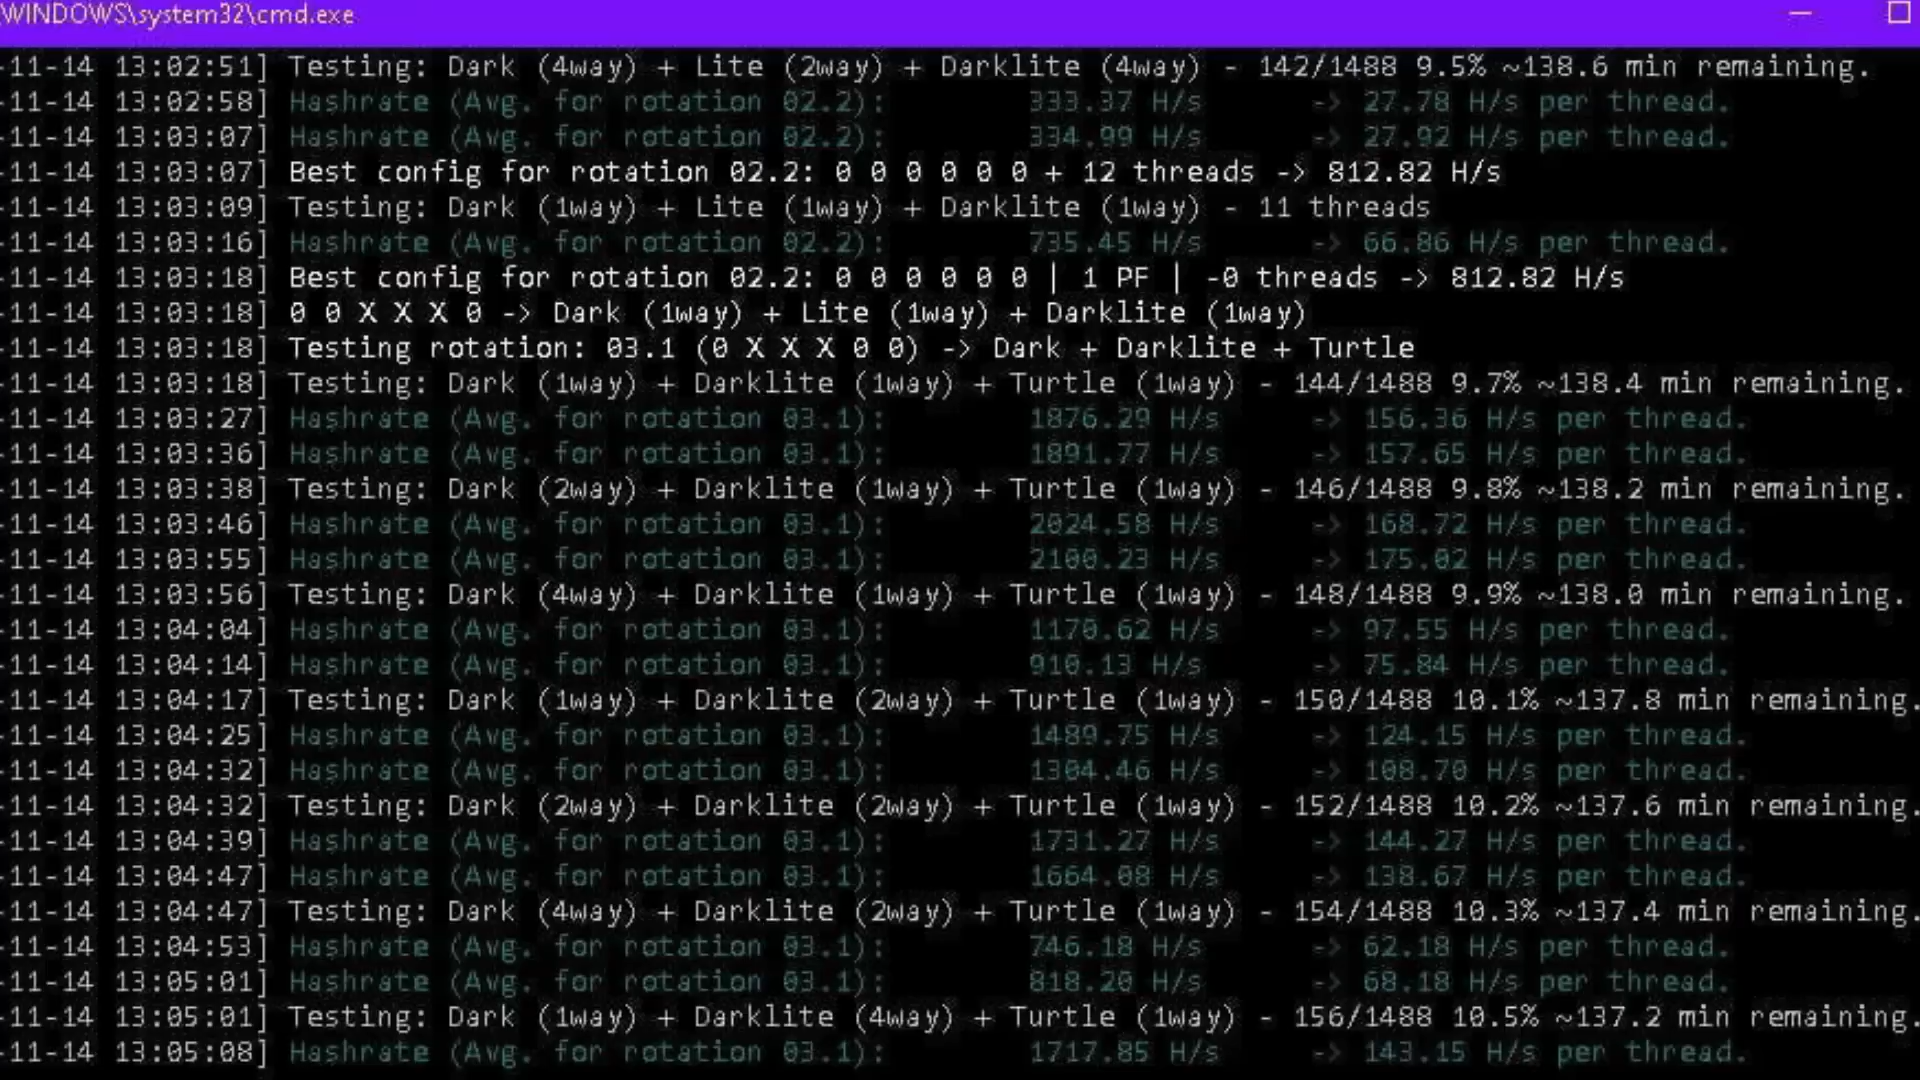 WINDOWS\system32\cmd.exe
-11-14 13:02:51] Testing: Dark (4way) + Lite (2way) + Darklite (4way) - 142/1488 9.5% ~138.6 min remaining.
-11-14 13:02:58] Hashrate (Avg. for rotation 02.2): 333.37 H/s -> 27.78 H/s per thread.
-11-14 13:03:07] Hashrate (Avg. for rotation 02.2): 334.99 H/s -> 27.92 H/s per thread.
-11-14 13:03:07] Best config for rotation 02.2: 0 0 0 0 0 0 + 12 threads -> 812.82 H/s
-11-14 13:03:09] Testing: Dark (1way) + Lite (1way) + Darklite (1way) - 11 threads
-11-14 13:03:16] Hashrate (Avg. for rotation 02.2): 735.45 H/s -> 66.86 H/s per thread.
-11-14 13:03:18] Best config for rotation 02.2: 0 0 0 0 0 0 | 1 PF | -0 threads -> 812.82 H/s
-11-14 13:03:18] 0 0 X X X 0 -> Dark (1way) + Lite (1way) + Darklite (1way)
-11-14 13:03:18] Testing rotation: 03.1 (0 X X X 0 0) -> Dark + Darklite + Turtle
-11-14 13:03:18] Testing: Dark (1way) + Darklite (1way) + Turtle (1way) - 144/1488 9.7% ~138.4 min remaining.
-11-14 13:03:27] Hashrate (Avg. for rotation 03.1): 1876.29 H/s -> 156.36 H/s per thread.
-11-14 13:03:36] Hashrate (Avg. for rotation 03.1): 1891.77 H/s -> 157.65 H/s per thread.
-11-14 13:03:38] Testing: Dark (2way) + Darklite (1way) + Turtle (1way) - 146/1488 9.8% ~138.2 min remaining.
-11-14 13:03:46] Hashrate (Avg. for rotation 03.1): 2024.58 H/s -> 168.72 H/s per thread.
-11-14 13:03:55] Hashrate (Avg. for rotation 03.1): 2100.23 H/s -> 175.02 H/s per thread.
-11-14 13:03:56] Testing: Dark (4way) + Darklite (1way) + Turtle (1way) - 148/1488 9.9% ~138.0 min remaining.
-11-14 13:04:04] Hashrate (Avg. for rotation 03.1): 1170.62 H/s -> 97.55 H/s per thread.
-11-14 13:04:14] Hashrate (Avg. for rotation 03.1): 910.13 H/s -> 75.84 H/s per thread.
-11-14 13:04:17] Testing: Dark (1way) + Darklite (2way) + Turtle (1way) - 150/1488 10.1% ~137.8 min remaining.
-11-14 13:04:25] Hashrate (Avg. for rotation 03.1): 1489.75 H/s -> 124.15 H/s per thread.
-11-14 13:04:32] Hashrate (Avg. for rotation 03.1): 1304.46 H/s -> 108.70 H/s per thread.
-11-14 13:04:32] Testing: Dark (2way) + Darklite (2way) + Turtle (1way) - 152/1488 10.2% ~137.6 min remaining.
-11-14 13:04:39] Hashrate (Avg. for rotation 03.1): 1731.27 H/s -> 144.27 H/s per thread.
-11-14 13:04:47] Hashrate (Avg. for rotation 03.1): 1664.08 H/s -> 138.67 H/s per thread.
-11-14 13:04:47] Testing: Dark (4way) + Darklite (2way) + Turtle (1way) - 154/1488 10.3% ~137.4 min remaining.
-11-14 13:04:53] Hashrate (Avg. for rotation 03.1): 746.18 H/s -> 62.18 H/s per thread.
-11-14 13:05:01] Hashrate (Avg. for rotation 03.1): 818.20 H/s -> 68.18 H/s per thread.
-11-14 13:05:01] Testing: Dark (1way) + Darklite (4way) + Turtle (1way) - 156/1488 10.5% ~137.2 min remaining.
-11-14 13:05:08] Hashrate (Avg. for rotation 03.1): 1717.85 H/s -> 143.15 H/s per thread.